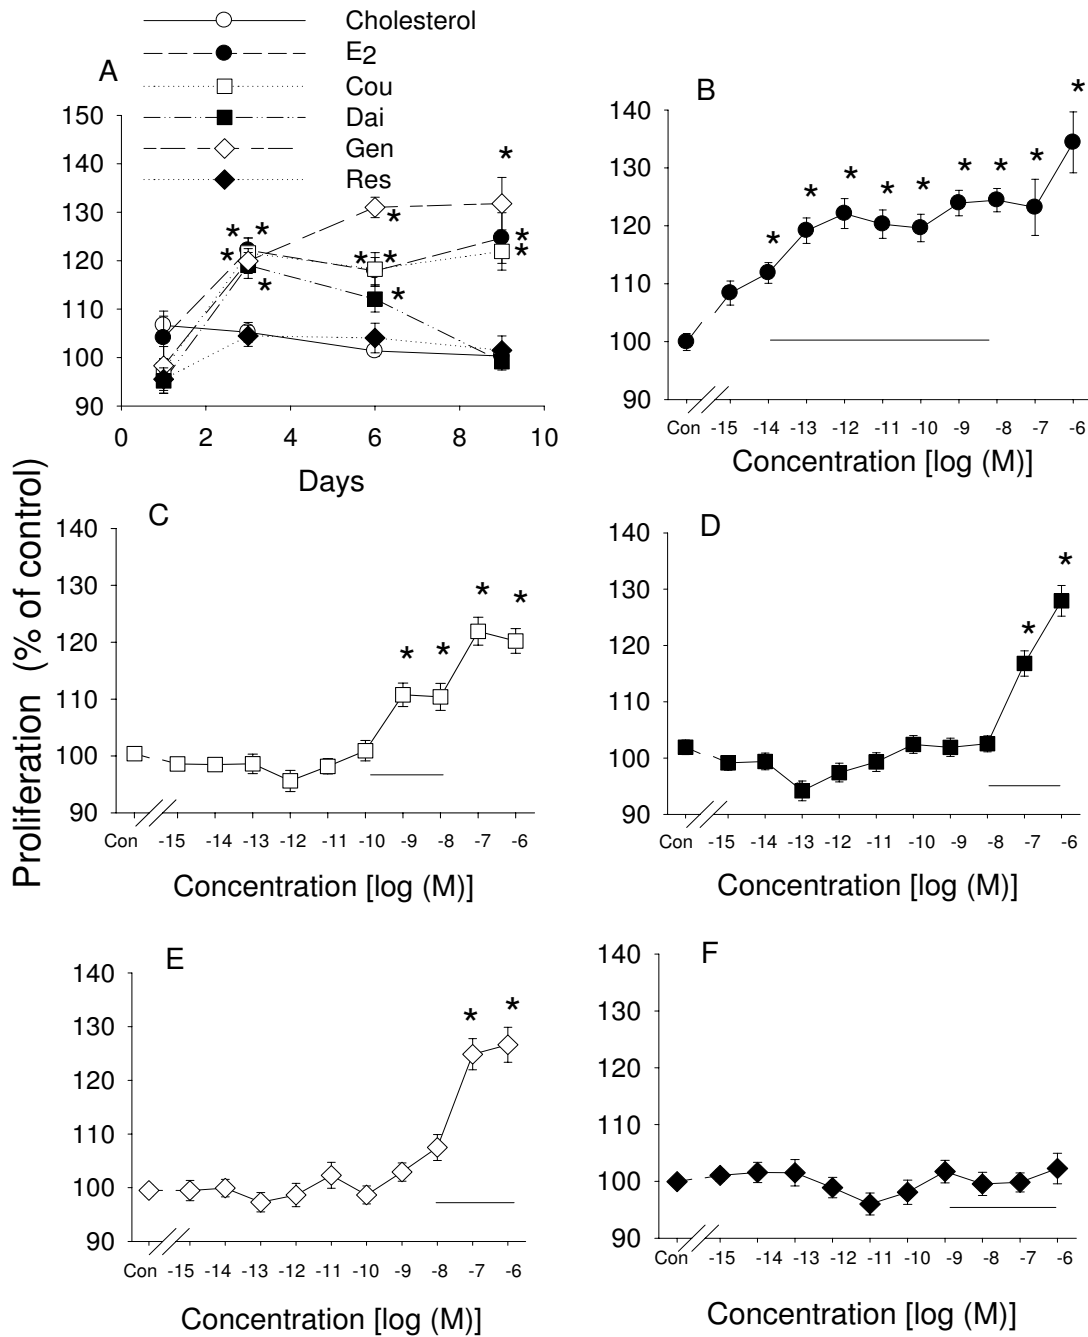 Cholesterol
E2
Cou
Dai
Gen
Res
A
150
140
130
120
110
100
90
0 2 4 6 8 10
Days
* * * * * * * * * * *
B
140
130
120
110
100
90
Con -15 -14 -13 -12 -11 -10 -9 -8 -7 -6
Concentration [log (M)]
* * * * * * * * *
Proliferation (% of control)
C
140
130
120
110
100
90
Con -15 -14 -13 -12 -11 -10 -9 -8 -7 -6
Concentration [log (M)]
* * * *
D
140
130
120
110
100
90
Con -15 -14 -13 -12 -11 -10 -9 -8 -7 -6
Concentration [log (M)]
* *
E
140
130
120
110
100
90
Con -15 -14 -13 -12 -11 -10 -9 -8 -7 -6
Concentration [log (M)]
* *
F
140
130
120
110
100
90
Con -15 -14 -13 -12 -11 -10 -9 -8 -7 -6
Concentration [log (M)]